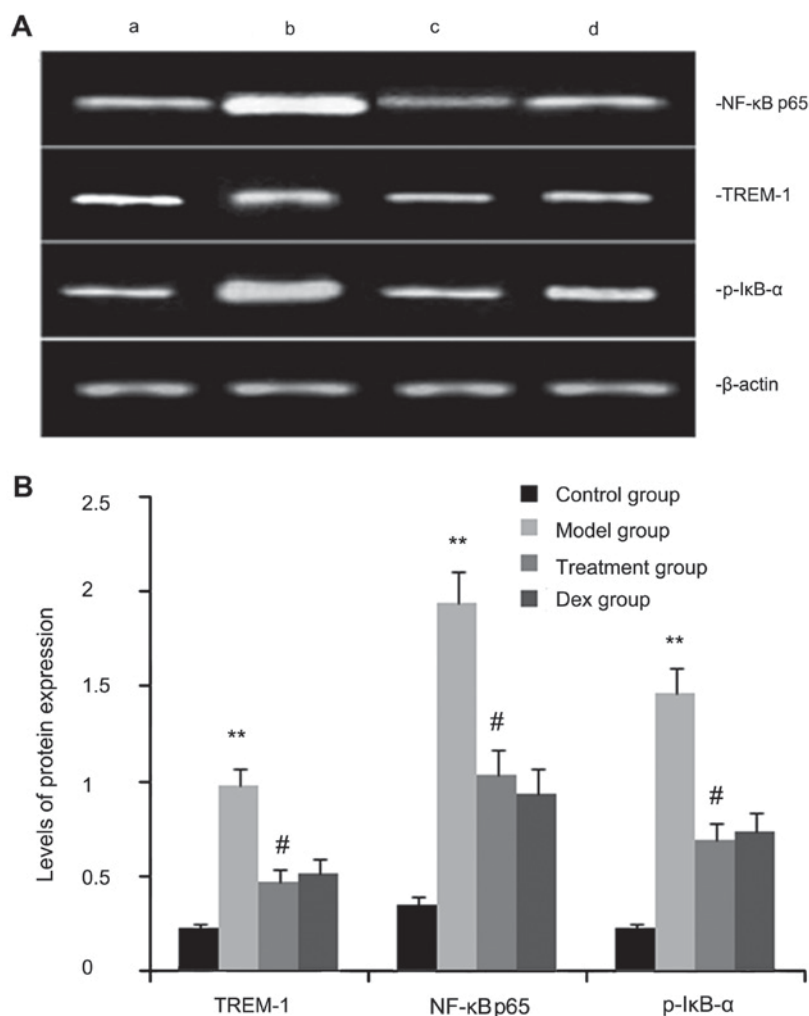 A
a b c d
-NF-κB p65
-TREM-1
-p-IκB-α
-β-actin
B
Levels of protein expression
2.5
2
1.5
1
0.5
0
Control group
Model group
Treatment group
Dex group
**
#
**
#
**
#
TREM-1 NF-κBp65 p-IκB-α